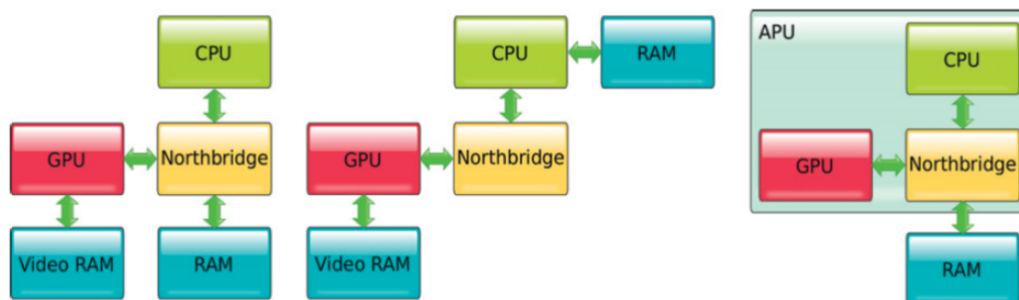 CPU
GPU
Northbridge
Video RAM
RAM
CPU
RAM
GPU
Northbridge
Video RAM
APU
CPU
GPU
Northbridge
RAM